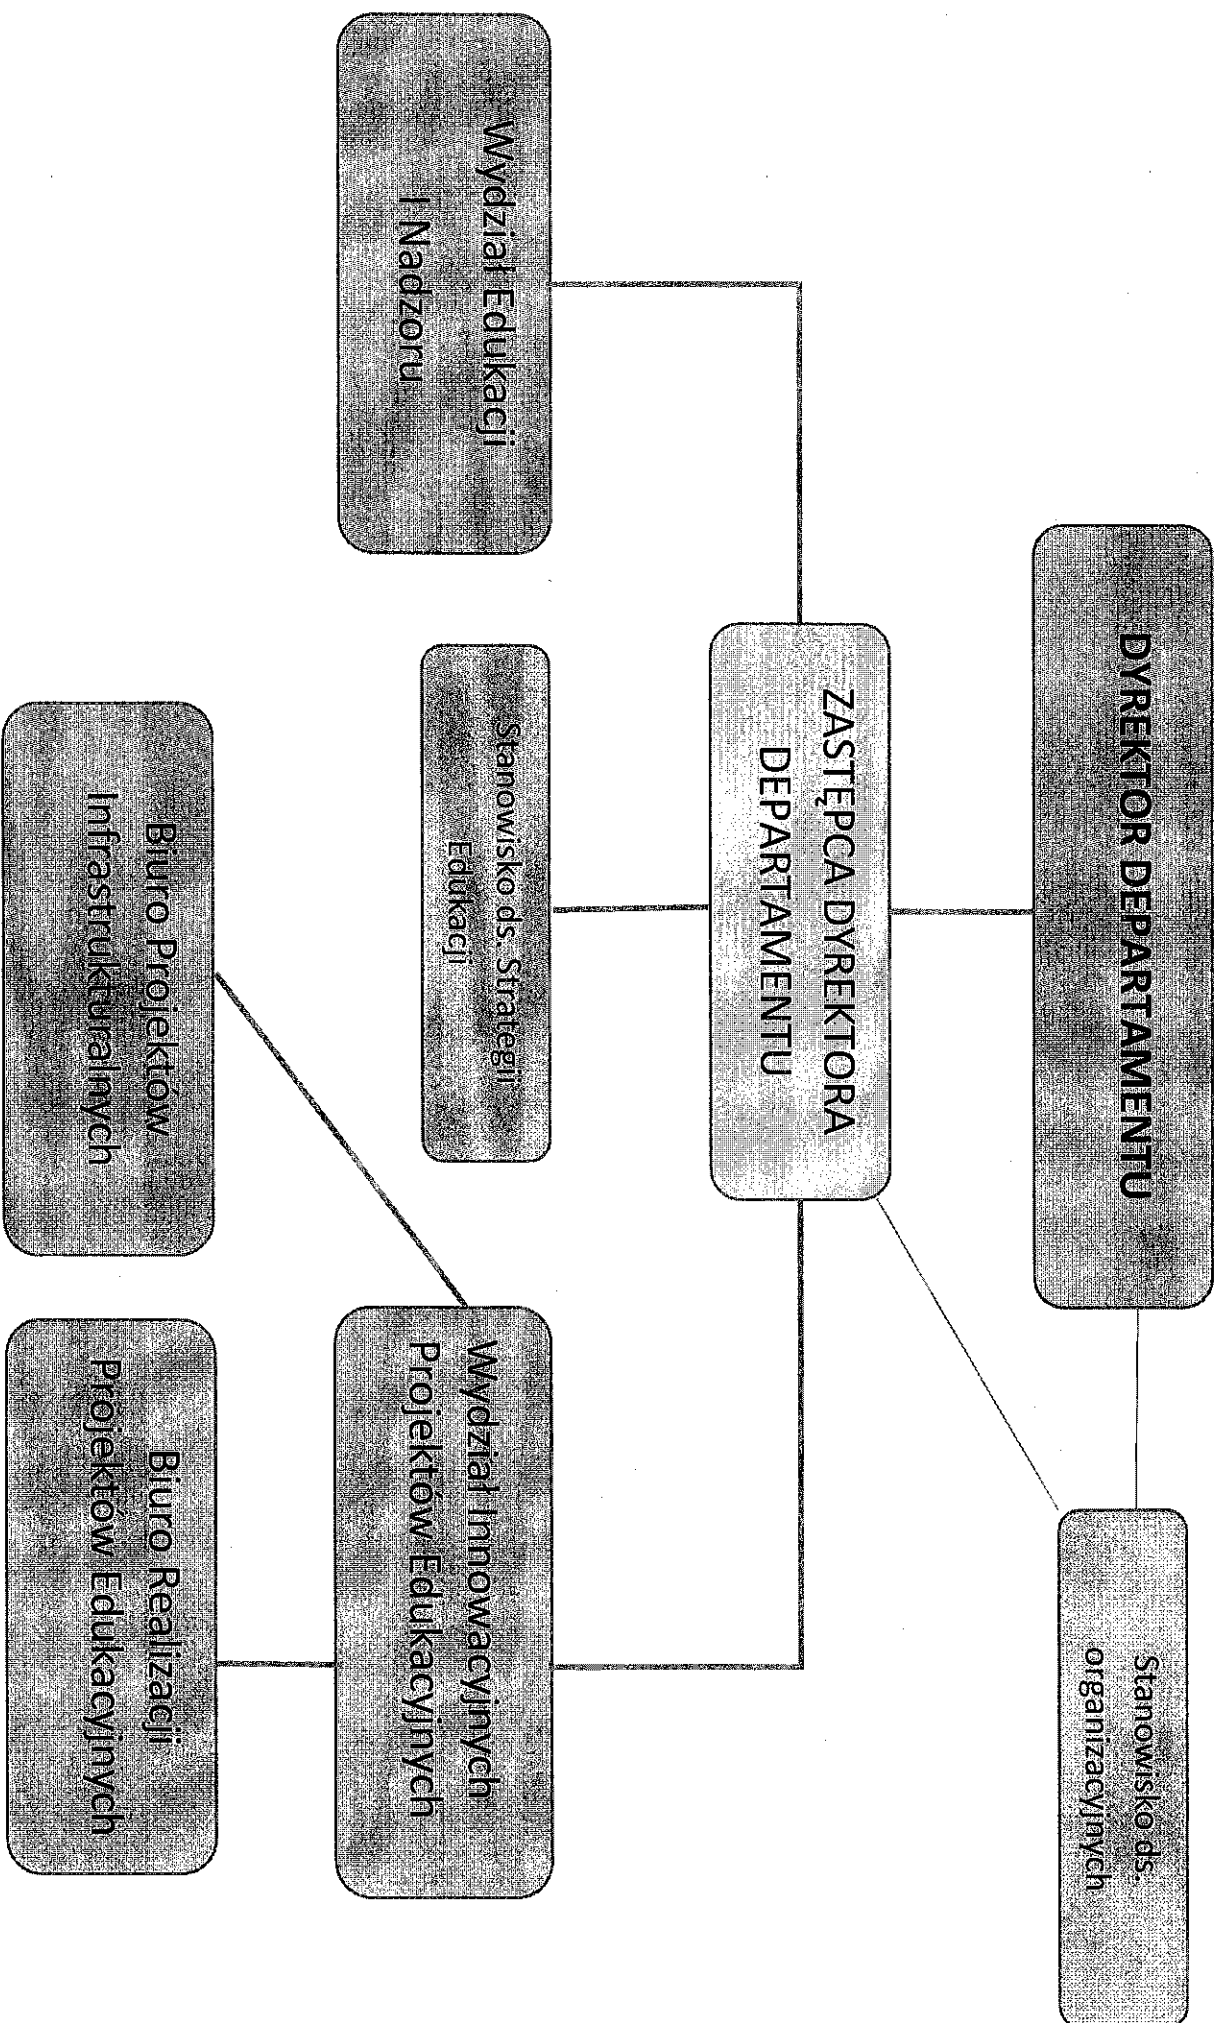 DYREKTOR DEPARTAMENTU
Stanowisko ds.
organizacyjnych
ZASTĘPCA DYREKTORA
DEPARTAMENTU
Wydział Edukacji
I Nadzoru
Stanowisko ds. Strategii
Edukacji
Wydział Innowacyjnych
Projektów Edukacyjnych
Biuro Projektów
Infrastrukturalnych
Biuro Realizacji
Projektów Edukacyjnych